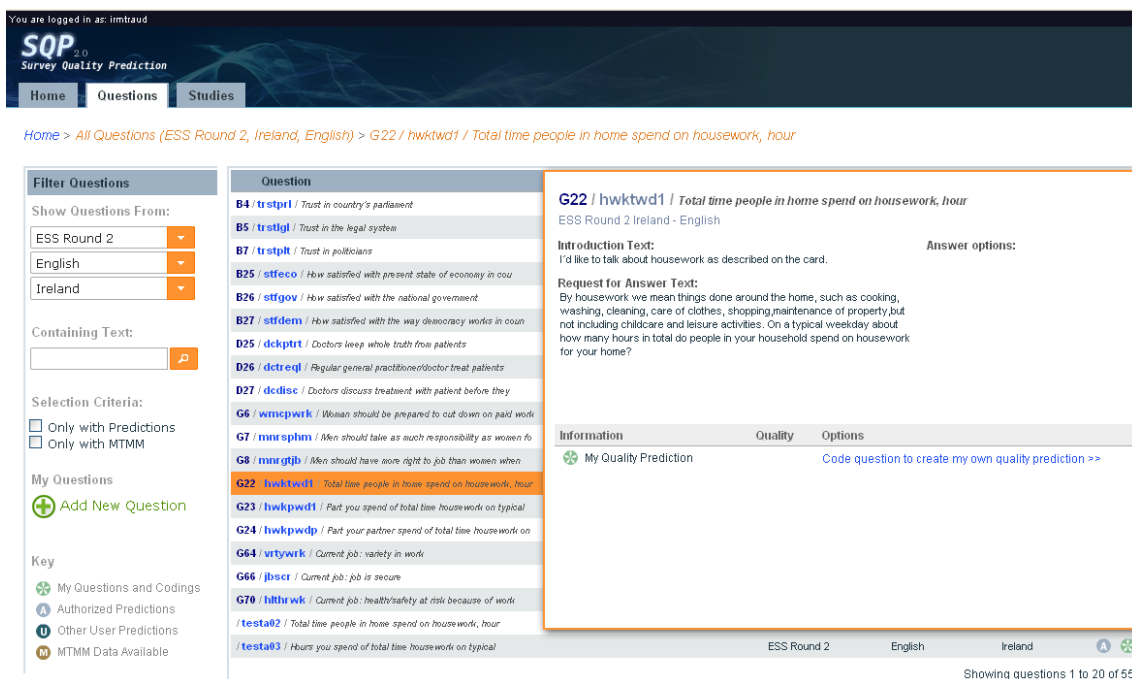 You are logged in as: irmtraud
SQP 2.0
Survey Quality Prediction
Home Questions Studies
Home > All Questions (ESS Round 2, Ireland, English) > G22 / hwktwd1 / Total time people in home spend on housework, hour
Filter Questions
Show Questions From:
ESS Round 2
English
Ireland
Containing Text:
Selection Criteria:
Only with Predictions
Only with MTMM
My Questions
Add New Question
Key
My Questions and Codings
A Authorized Predictions
U Other User Predictions
M MTMM Data Available
Question
B4 / trstprl / Trust in country's parliament
B5 / trstlgl / Trust in the legal system
B7 / trstplt / Trust in politicians
B25 / stfeco / How satisfied with present state of economy in cou
B26 / stfgov / How satisfied with the national government
B27 / stfdem / How satisfied with the way democracy works in coun
D25 / dckptrt / Doctors keep whole truth from patients
D26 / dctreql / Regular general practitioner/doctor treat patients
D27 / dcdisc / Doctors discuss treatment with patient before they
G6 / wmcpwrk / Woman should be prepared to cut down on paid work
G7 / mnrsphm / Men should take as much responsibility as women fo
G8 / mnrgtjb / Men should have more right to job than women when
G22 / hwktwd1 / Total time people in home spend on housework, hour
G23 / hwkpwd1 / Part you spend of total time housework on typical
G24 / hwkpwdp / Part your partner spend of total time housework on
G64 / vrtywrk / Current job: variety in work
G66 / jbscr / Current job: job is secure
G70 / hlthrwk / Current job: health/safety at risk because of work
/ testa02 / Total time people in home spend on housework, hour
/ testa03 / Hours you spend of total time housework on typical ESS Round 2 English Ireland A
Showing questions 1 to 20 of 55
G22 / hwktwd1 / Total time people in home spend on housework, hour
ESS Round 2 Ireland - English
Introduction Text:
I'd like to talk about housework as described on the card.
Request for Answer Text:
By housework we mean things done around the home, such as cooking,
washing, cleaning, care of clothes, shopping,maintenance of property,but
not including childcare and leisure activities. On a typical weekday about
how many hours in total do people in your household spend on housework
for your home?
Answer options:
Information Quality Options
My Quality Prediction Code question to create my own quality prediction >>